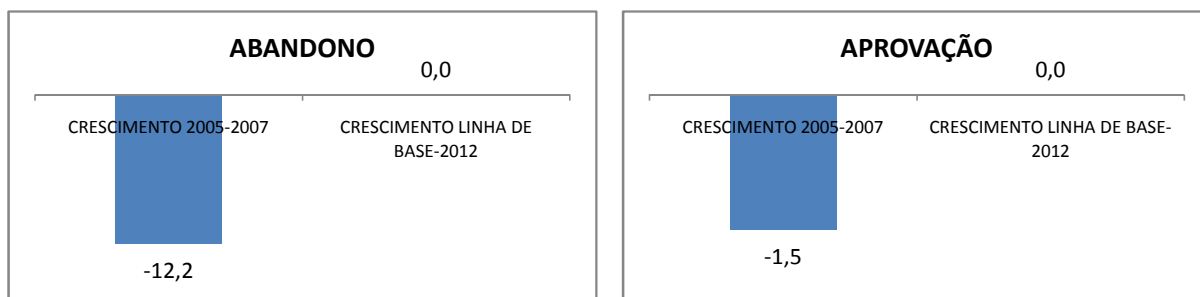 ABANDONO
0,0
CRESCIMENTO 2005-2007
CRESCIMENTO LINHA DE
BASE-2012
-12,2
APROVAÇÃO
0,0
CRESCIMENTO 2005-2007
CRESCIMENTO LINHA DE BASE-
2012
-1,5